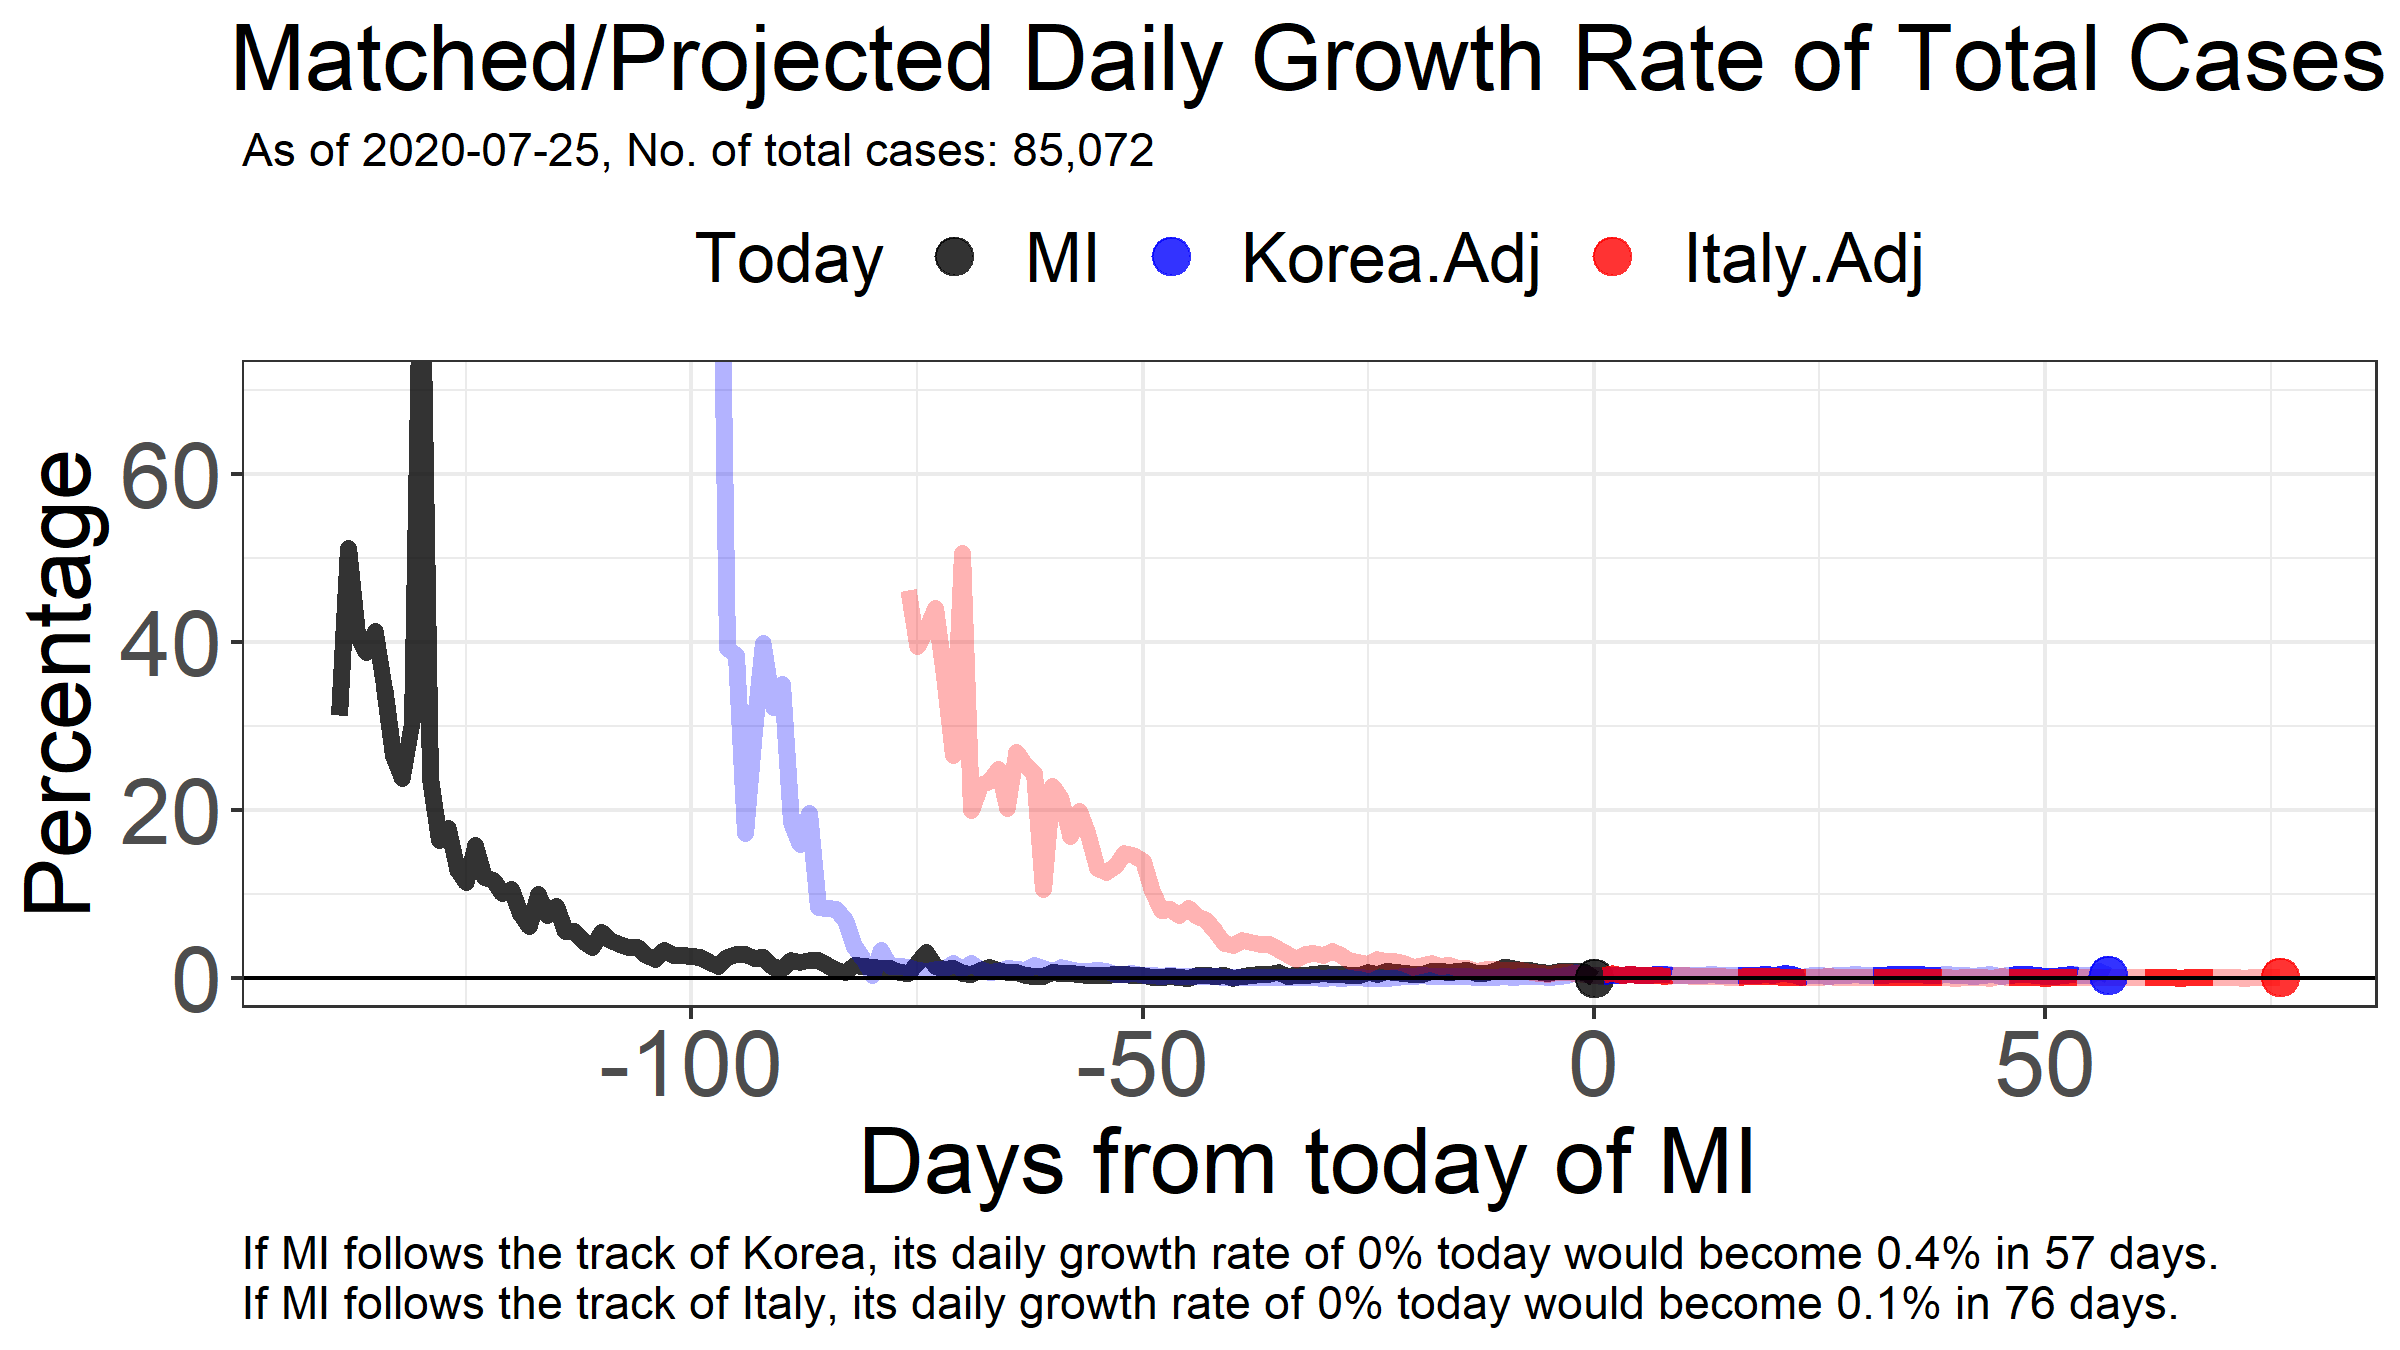 Matched/Projected Daily Growth Rate of Total Cases
As of 2020-07-25, No. of total cases: 85,072
Today MI Korea.Adj Italy.Adj
Percentage
60
40
20
0
-100 -50 0 50
Days from today of MI
If MI follows the track of Korea, its daily growth rate of 0% today would become 0.4% in 57 days.
If MI follows the track of Italy, its daily growth rate of 0% today would become 0.1% in 76 days.